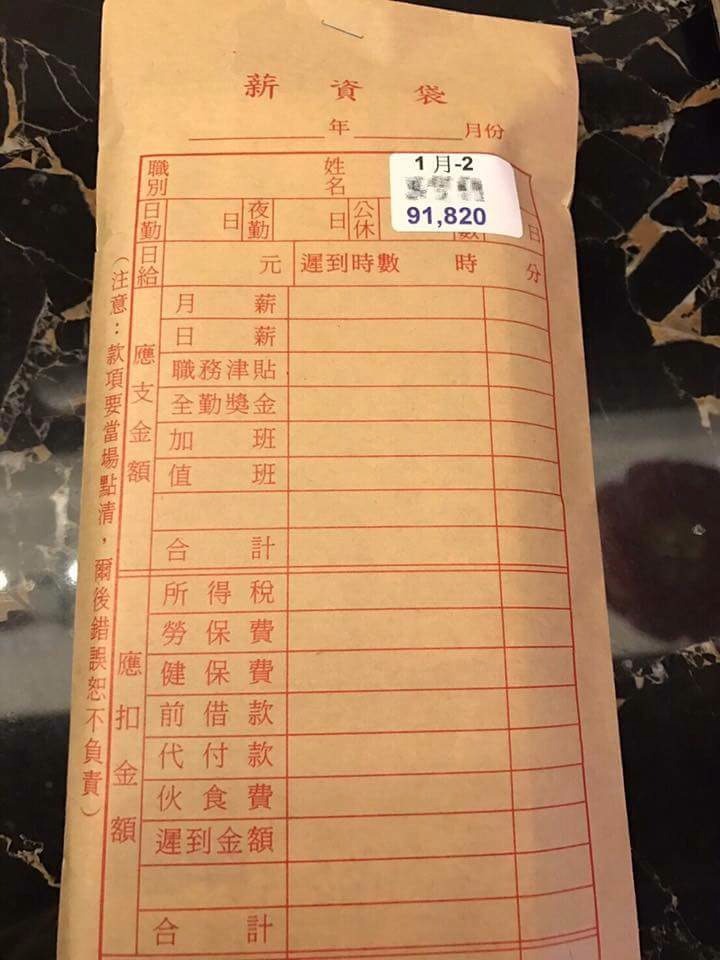 薪資袋
年 月份
職別 姓名
1月-2
91,820
日勤 日 夜勤 日 公休 數 日
日給 元 遲到時數 時 分
應支金額
月薪
日薪
職務津貼
全勤獎金
加班
值班
合計
應扣金額
所得稅
勞保費
健保費
前借款
代付款
伙食費
遲到金額
合計
(注意:款項要當場點清,爾後錯誤恕不負責)